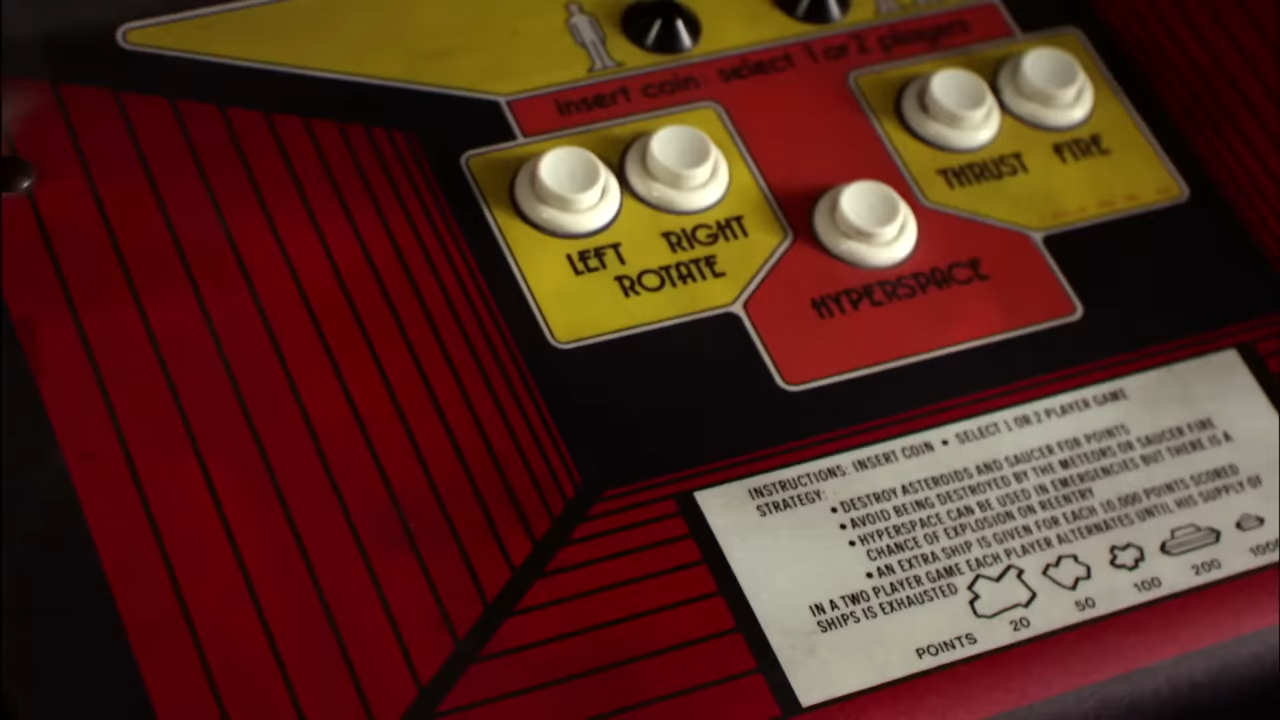 insert coin: select 1 or 2 players
THRUST FIRE
LEFT RIGHT
ROTATE
HYPERSPACE
INSTRUCTIONS: INSERT COIN • SELECT 1 OR 2 PLAYER GAME
STRATEGY: • DESTROY ASTEROIDS AND SAUCER FOR POINTS
• AVOID BEING DESTROYED BY THE METEORS OR SAUCER FIRE
• HYPERSPACE CAN BE USED IN EMERGENCIES BUT THERE IS A
CHANCE OF EXPLOSION ON REENTRY
• AN EXTRA SHIP IS GIVEN FOR EACH 10,000 POINTS SCORED
IN A TWO PLAYER GAME EACH PLAYER ALTERNATES UNTIL HIS SUPPLY OF
SHIPS IS EXHAUSTED
POINTS 20 50 100 200